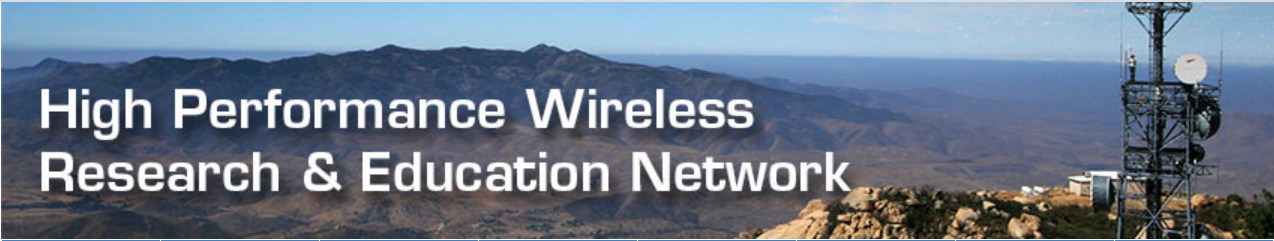 High Performance Wireless
Research & Education Network